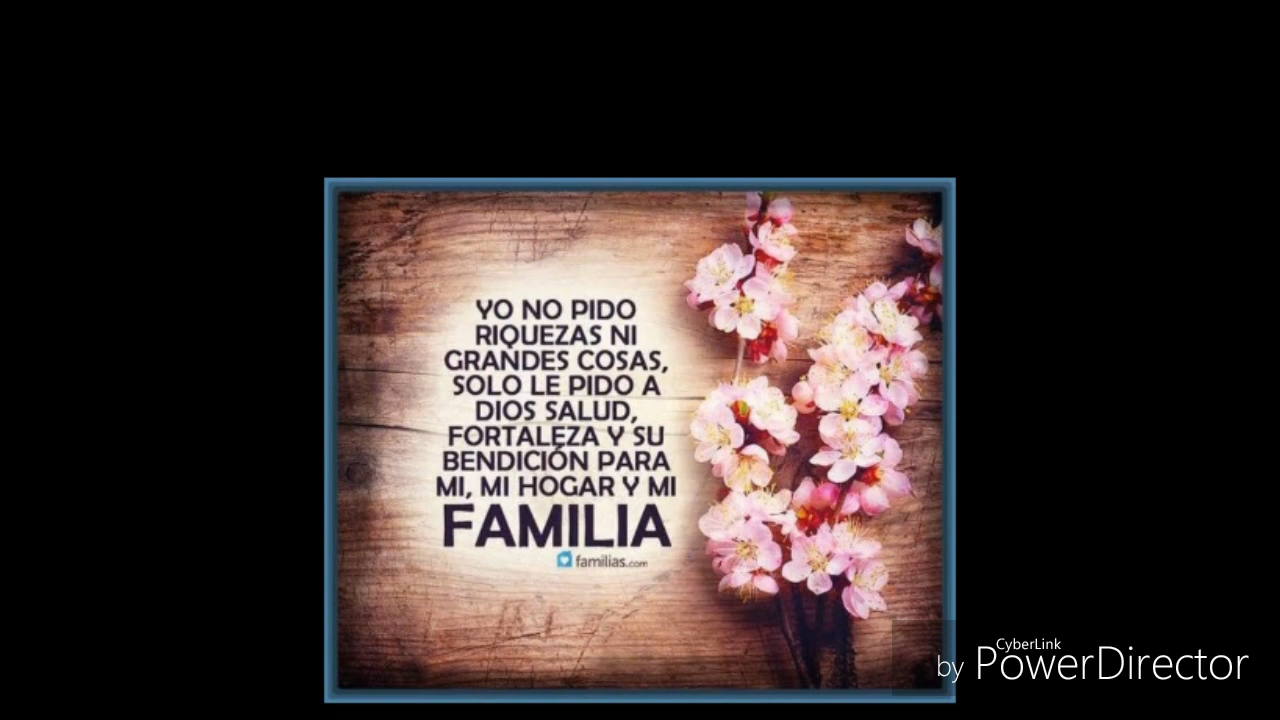 YO NO PIDO
RIQUEZAS NI
GRANDES COSAS,
SOLO LE PIDO A
DIOS SALUD,
FORTALEZA Y SU
BENDICIÓN PARA
MI, MI HOGAR Y MI
FAMILIA
familias.com
CyberLink
by PowerDirector